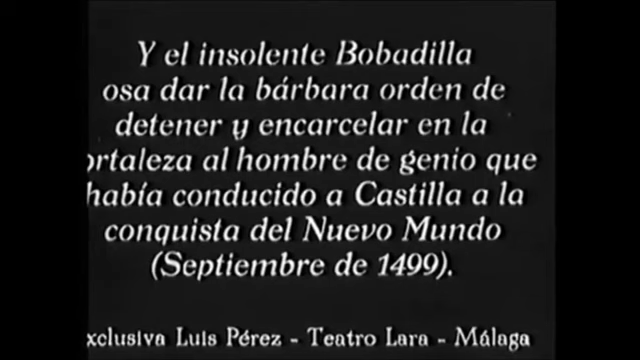 Y el insolente Bobadilla
osa dar la bárbara orden de
detener y encarcelar en la
ortaleza al hombre de genio que
había conducido a Castilla a la
conquista del Nuevo Mundo
(Septiembre de 1499).
xclusiva Luis Pérez - Teatro Lara - Málaga